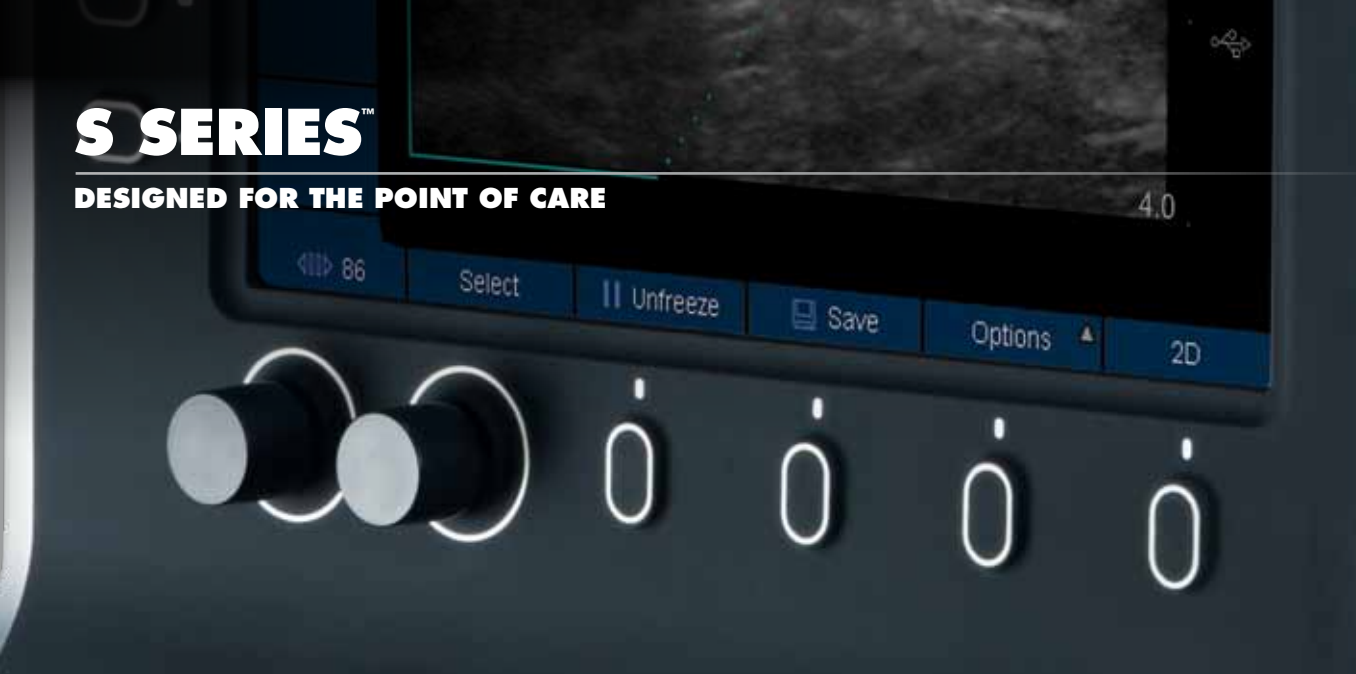 S SERIES™
DESIGNED FOR THE POINT OF CARE
4.0
86
Select
Unfreeze
Save
Options
2D